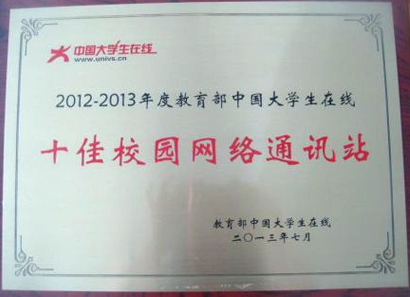 中国大学生在线
www.univs.cn
2012-2013年度教育部中国大学生在线
十佳校园网络通讯站
教育部中国大学生在线
二〇一三年七月